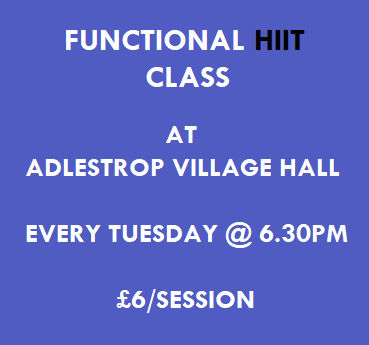 FUNCTIONAL HIIT
CLASS
AT
ADLESTROP VILLAGE HALL
EVERY TUESDAY @ 6.30PM
£6/SESSION